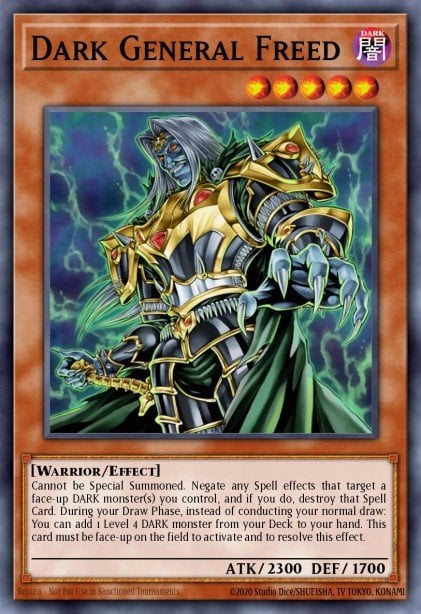 DARK GENERAL FREED
DARK
闇
[WARRIOR/EFFECT]
Cannot be Special Summoned. Negate any Spell effects that target a
face-up DARK monster(s) you control, and if you do, destroy that Spell
Card. During your Draw Phase, instead of conducting your normal draw:
You can add 1 Level 4 DARK monster from your Deck to your hand. This
card must be face-up on the field to activate and to resolve this effect.
ATK/2300 DEF/1700
Replica - Not For Use in Sanctioned Tournaments
©2020 Studio Dice/SHUEISHA, TV TOKYO, KONAMI